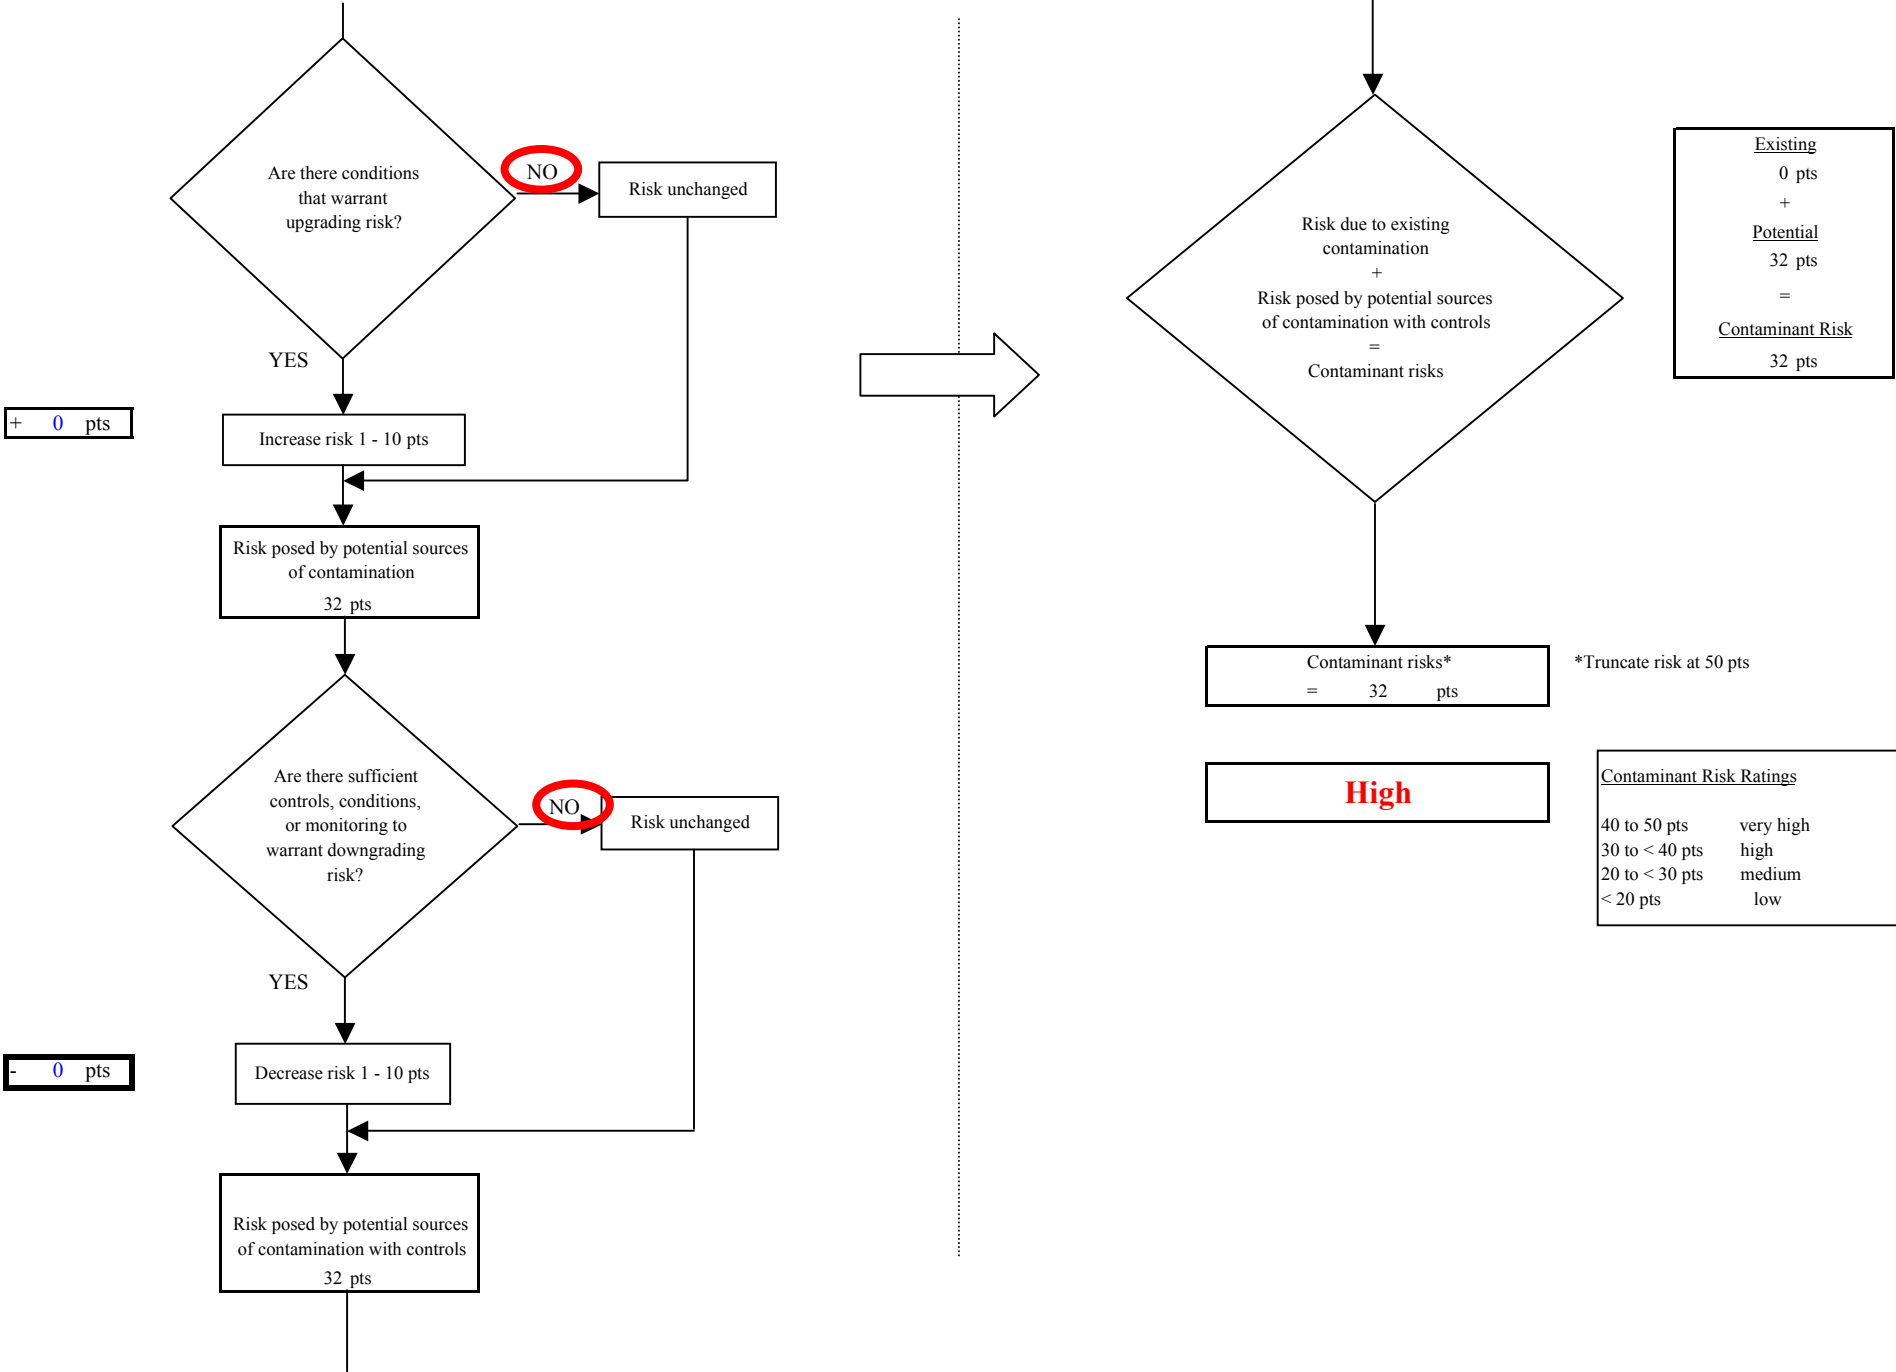 Are there conditions
that warrant
upgrading risk?
NO
Risk unchanged
YES
+ 0 pts
Increase risk 1 - 10 pts
Risk posed by potential sources
of contamination
32 pts
Are there sufficient
controls, conditions,
or monitoring to
warrant downgrading
risk?
NO
Risk unchanged
YES
- 0 pts
Decrease risk 1 - 10 pts
Risk posed by potential sources
of contamination with controls
32 pts
Risk due to existing
contamination
+
Risk posed by potential sources
of contamination with controls
=
Contaminant risks
Existing
0 pts
+
Potential
32 pts
=
Contaminant Risk
32 pts
Contaminant risks*
= 32 pts
*Truncate risk at 50 pts
High
Contaminant Risk Ratings
40 to 50 pts very high
30 to < 40 pts high
20 to < 30 pts medium
< 20 pts low